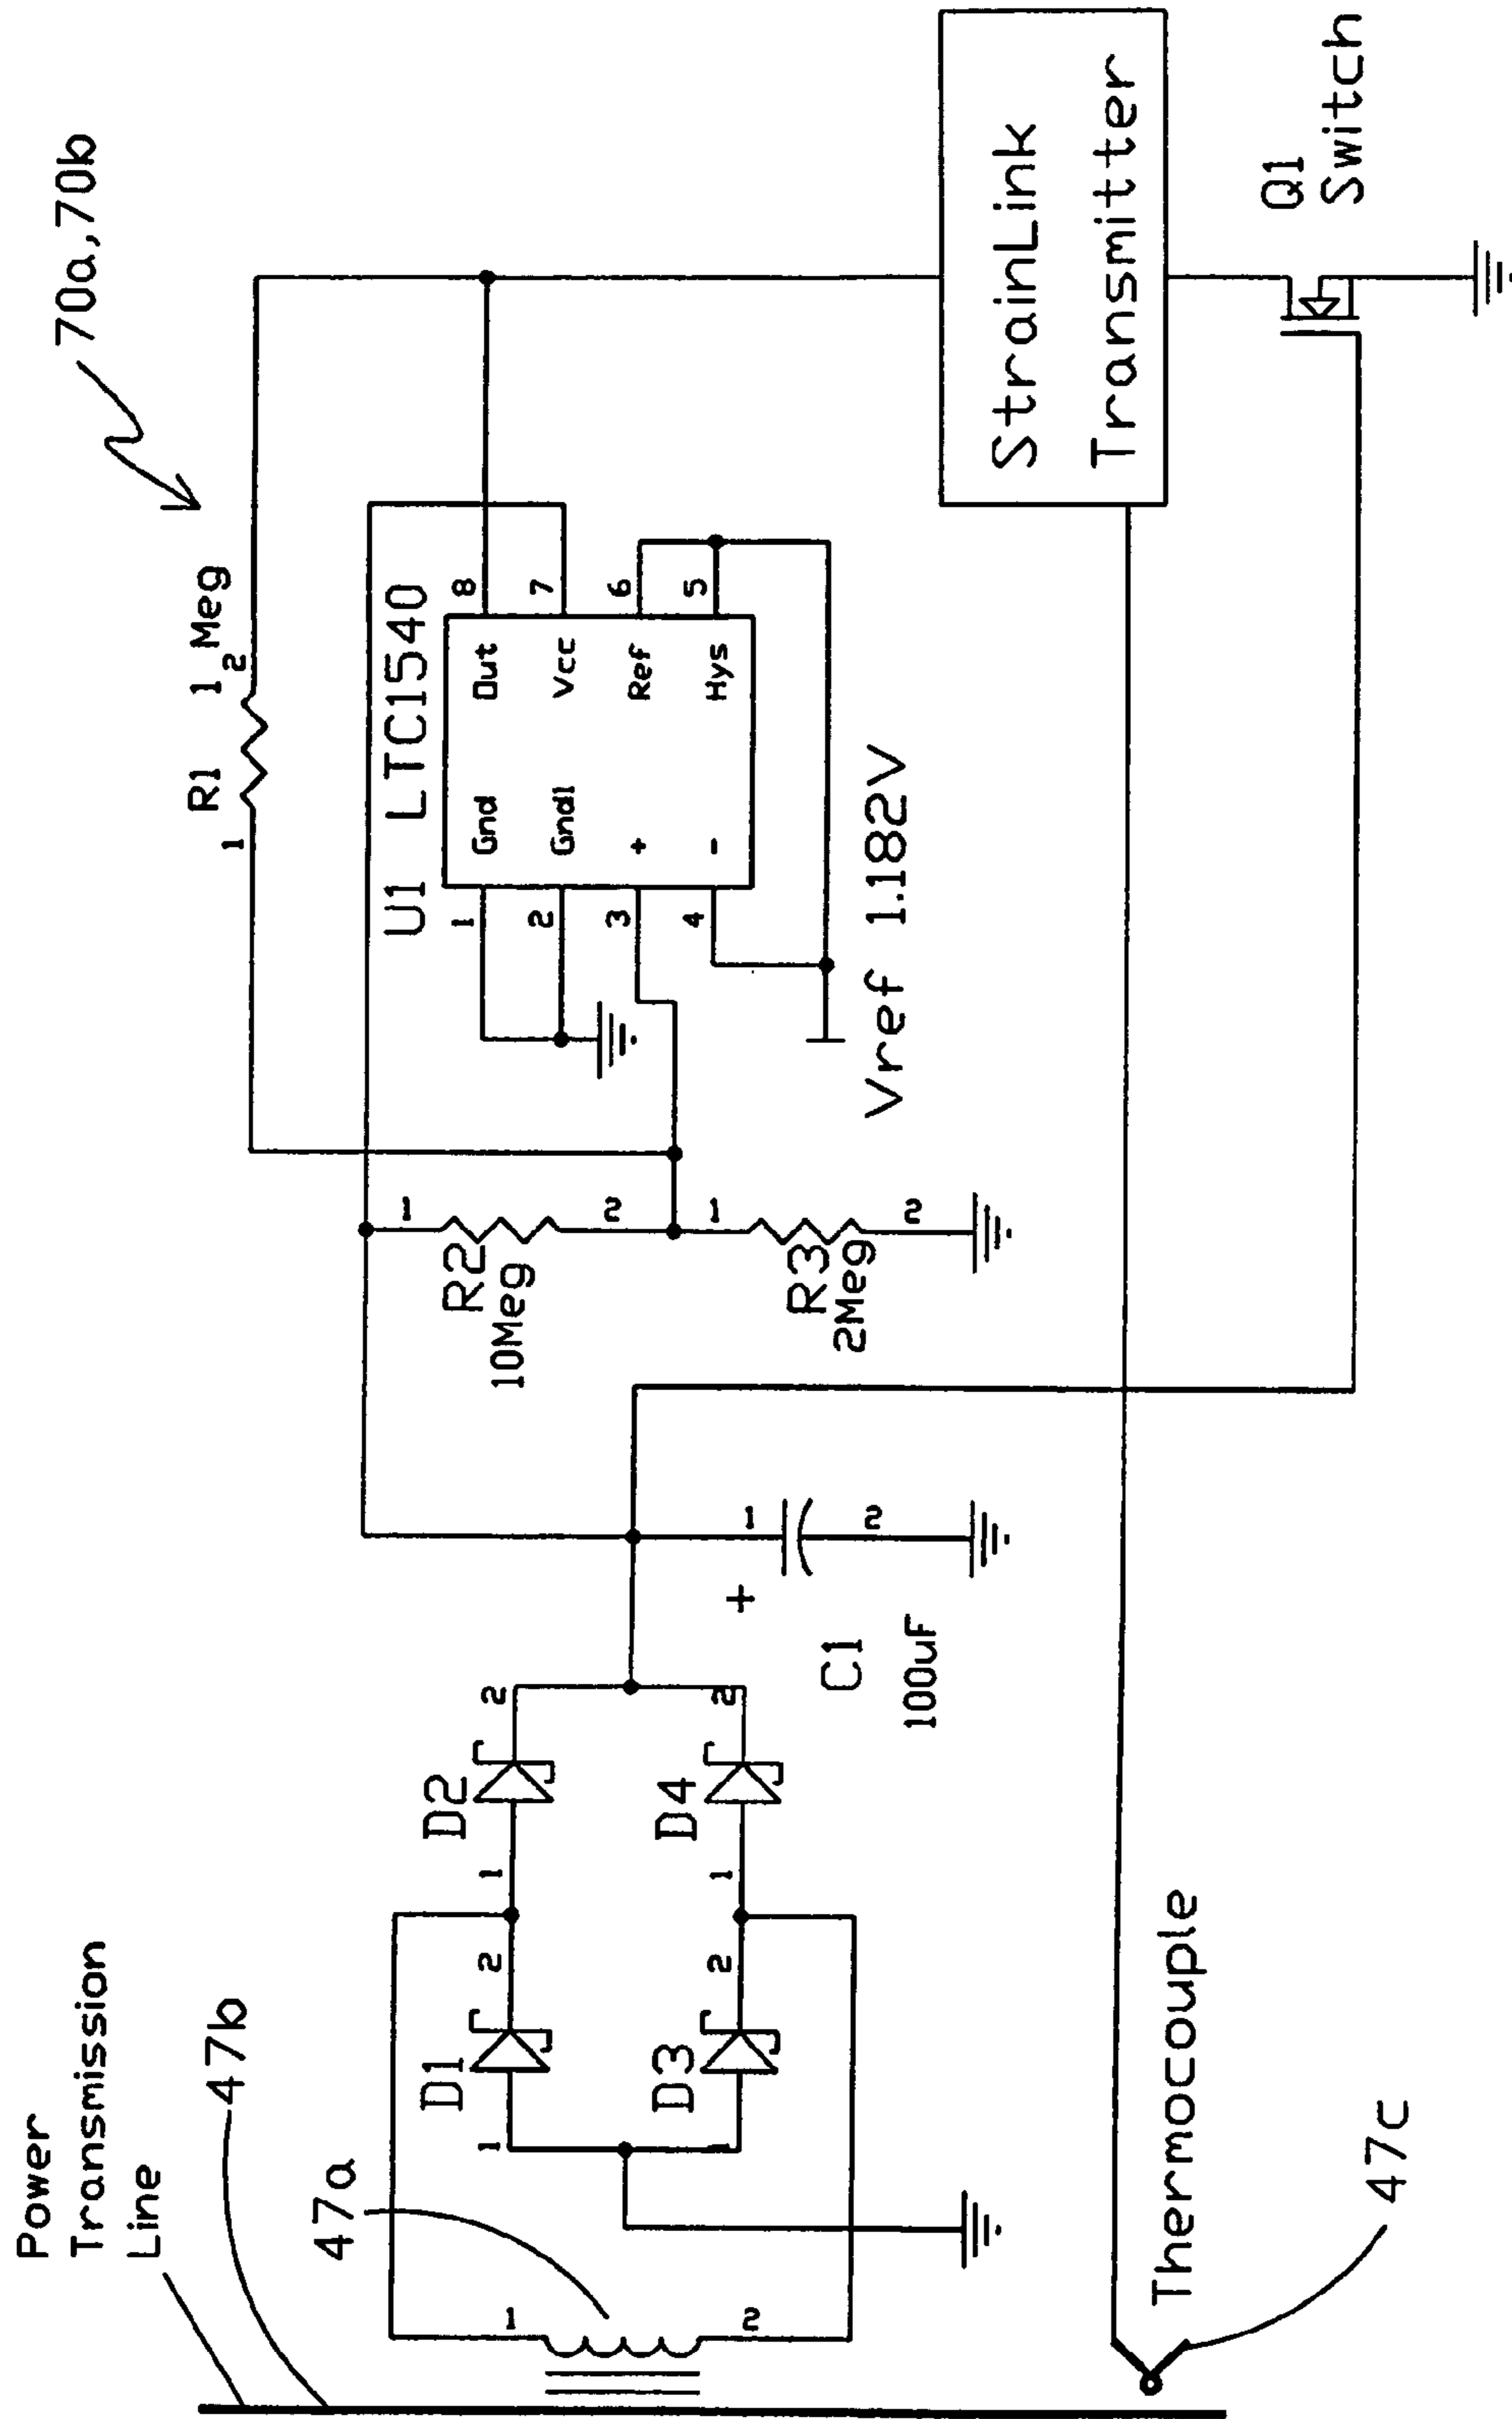 70a,70b
R1 1 Meg
1
2
U1 LTC1540
1 Gnd Out 8
2 Gndl Vcc 7
3 + Ref 6
4 - Hys 5
Vref 1.182V
StrainLink
Transmitter
Q1
Switch
1
R2
10Meg
2
1
R3
2Meg
2
1
+
C1
100uF
2
D2
1
2
D4
1
2
D1
1
2
D3
1
2
47a
1
2
Power
Transmission
Line
47b
Thermocouple
47c